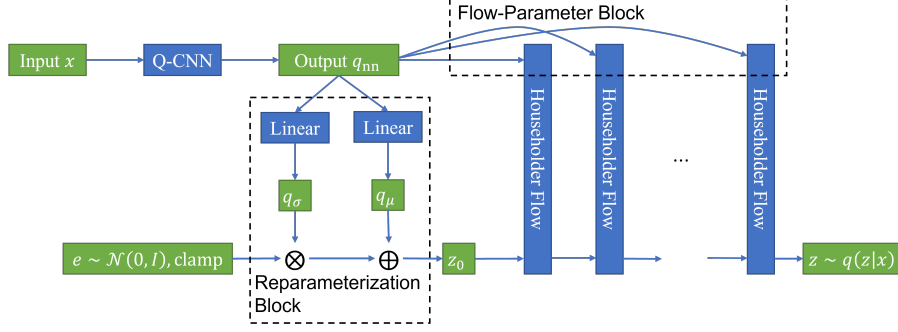 Flow-Parameter Block
Input x
Q-CNN
Output q_nn
Householder Flow
Householder Flow
...
Householder Flow
Linear
Linear
q_σ
q_μ
e ~ 𝒩(0, I), clamp
⊗
⊕
z_0
z ~ q(z|x)
Reparameterization
Block